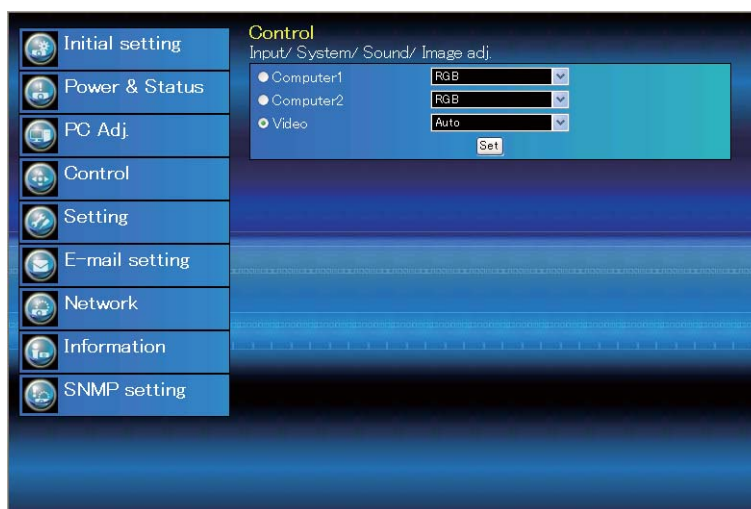 Initial setting
Power & Status
PC Adj.
Control
Setting
E-mail setting
Network
Information
SNMP setting
Control
Input/ System/ Sound/ Image adj.
Computer1 RGB
Computer2 RGB
Video Auto
Set